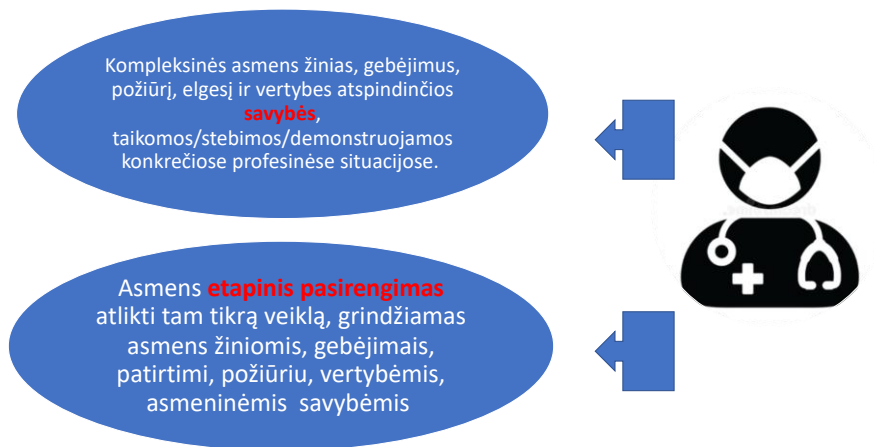 Kompleksinės asmens žinias, gebėjimus,
požiūrį, elgesį ir vertybes atspindinčios
savybės,
taikomos/stebimos/demonstruojamos
konkrečiose profesinėse situacijose.
Asmens etapinis pasirengimas
atlikti tam tikrą veiklą, grindžiamas
asmens žiniomis, gebėjimais,
patirtimi, požiūriu, vertybėmis,
asmeninėmis savybėmis